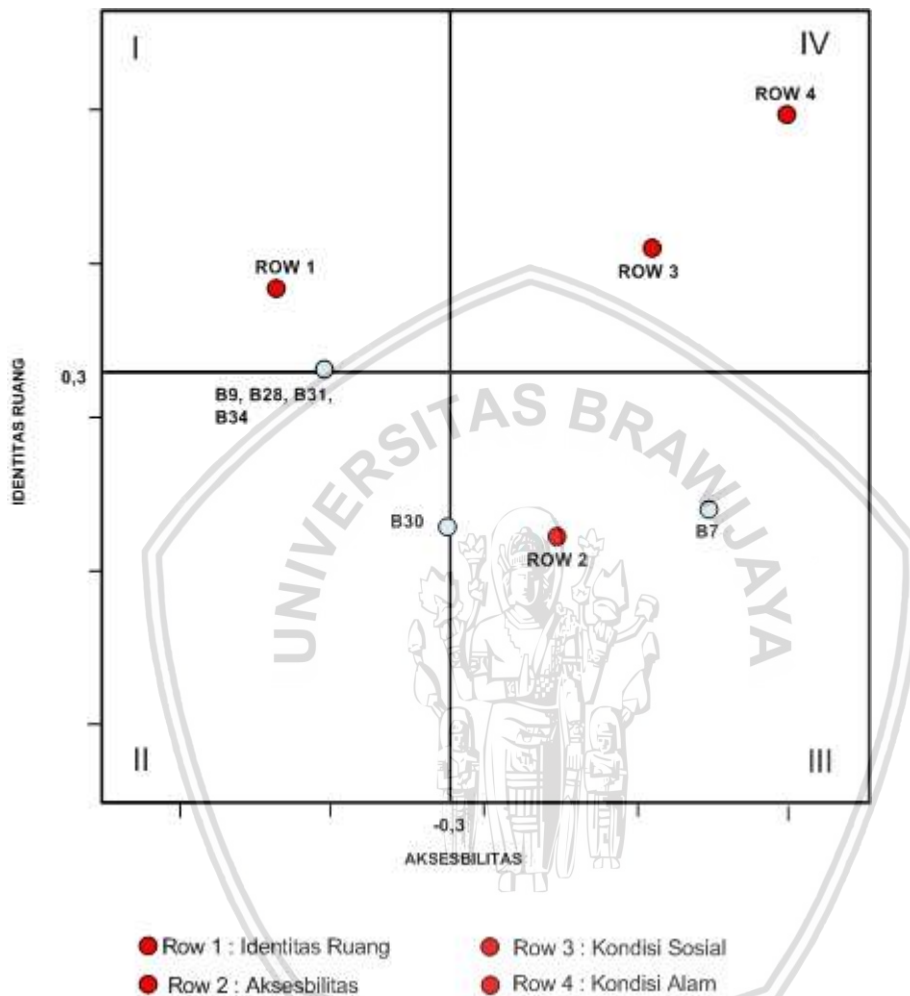 I
IV
ROW 4
ROW 1
ROW 3
IDENTITAS RUANG
0,3
B9, B28, B31,
B34
B30
B7
ROW 2
UNIVERSITAS BRAWIJAYA
II
III
-0,3
AKSESBILITAS
Row 1 : Identitas Ruang
Row 3 : Kondisi Sosial
Row 2 : Aksesbilitas
Row 4 : Kondisi Alam